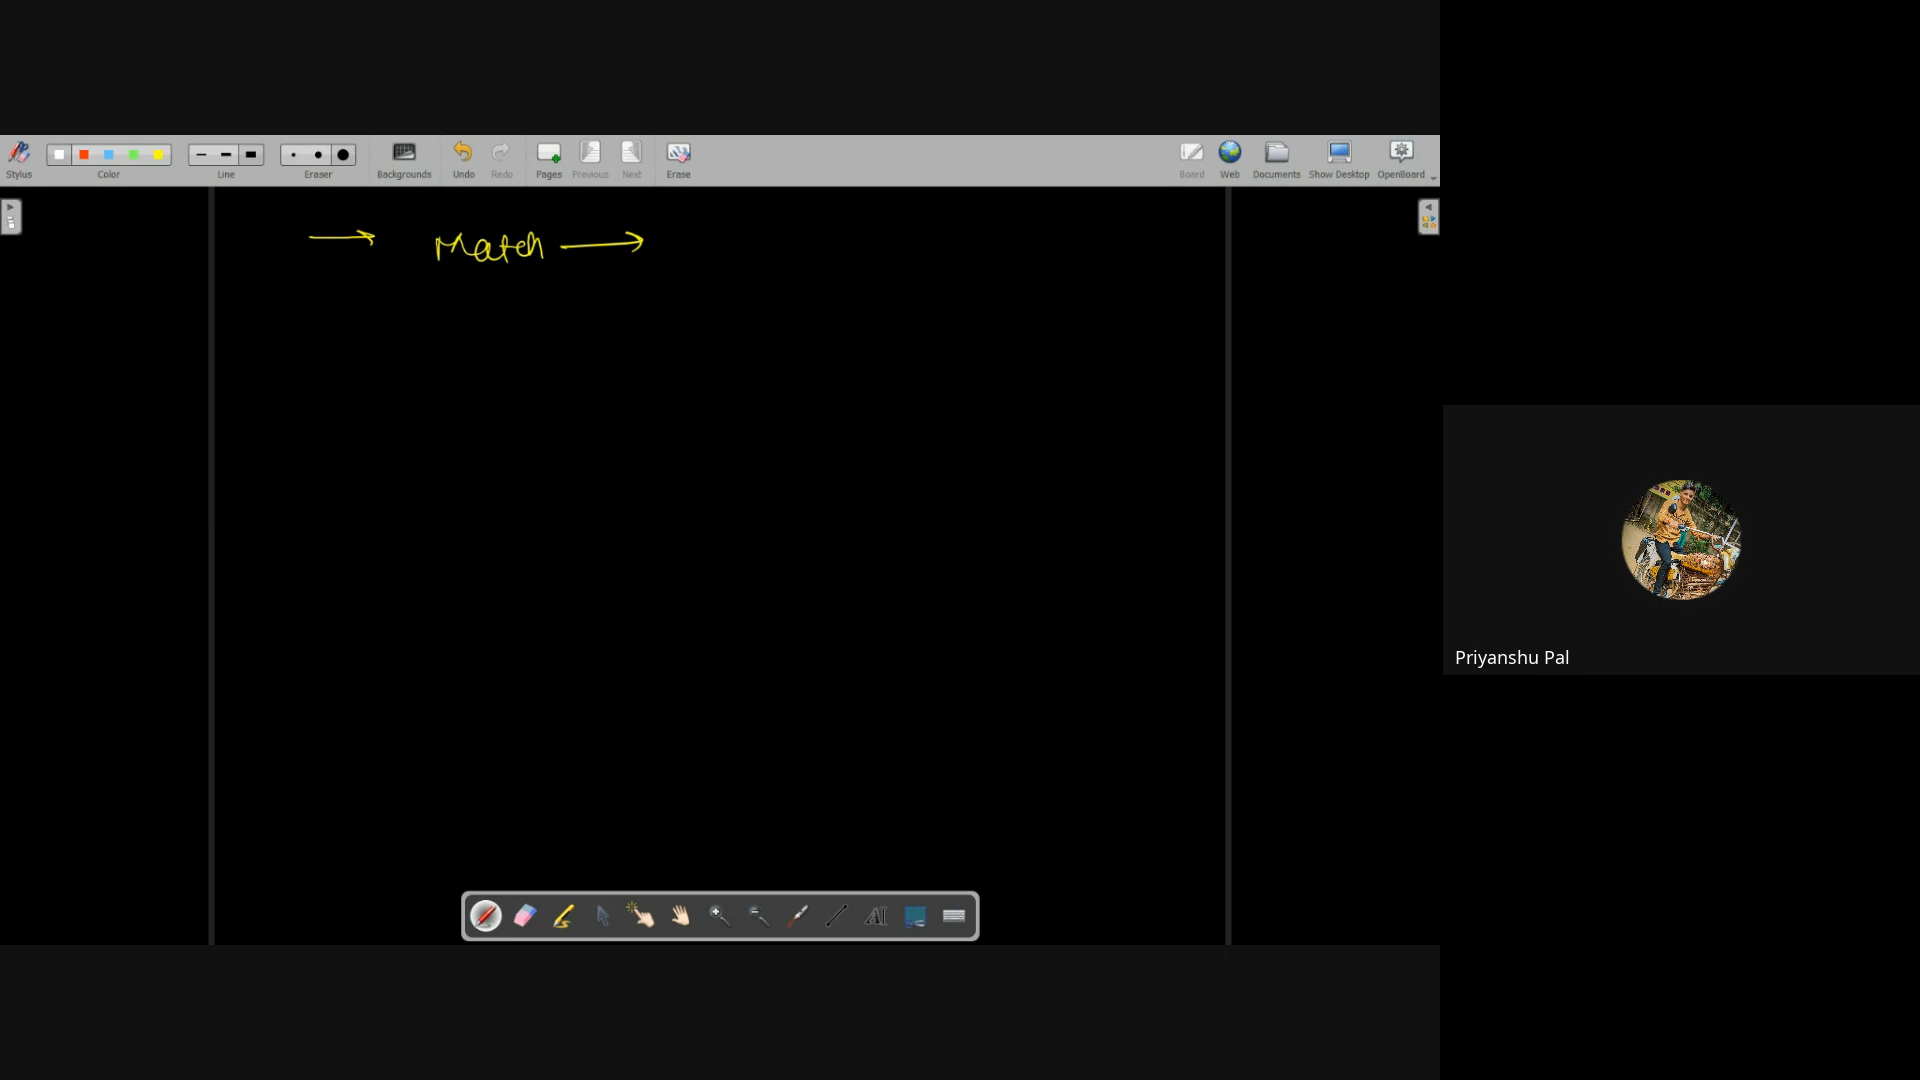 Stylus Color Line Eraser Backgrounds Undo Redo Pages Previous Next Erase Board Web Documents Show Desktop OpenBoard
→ Match →
Priyanshu Pal